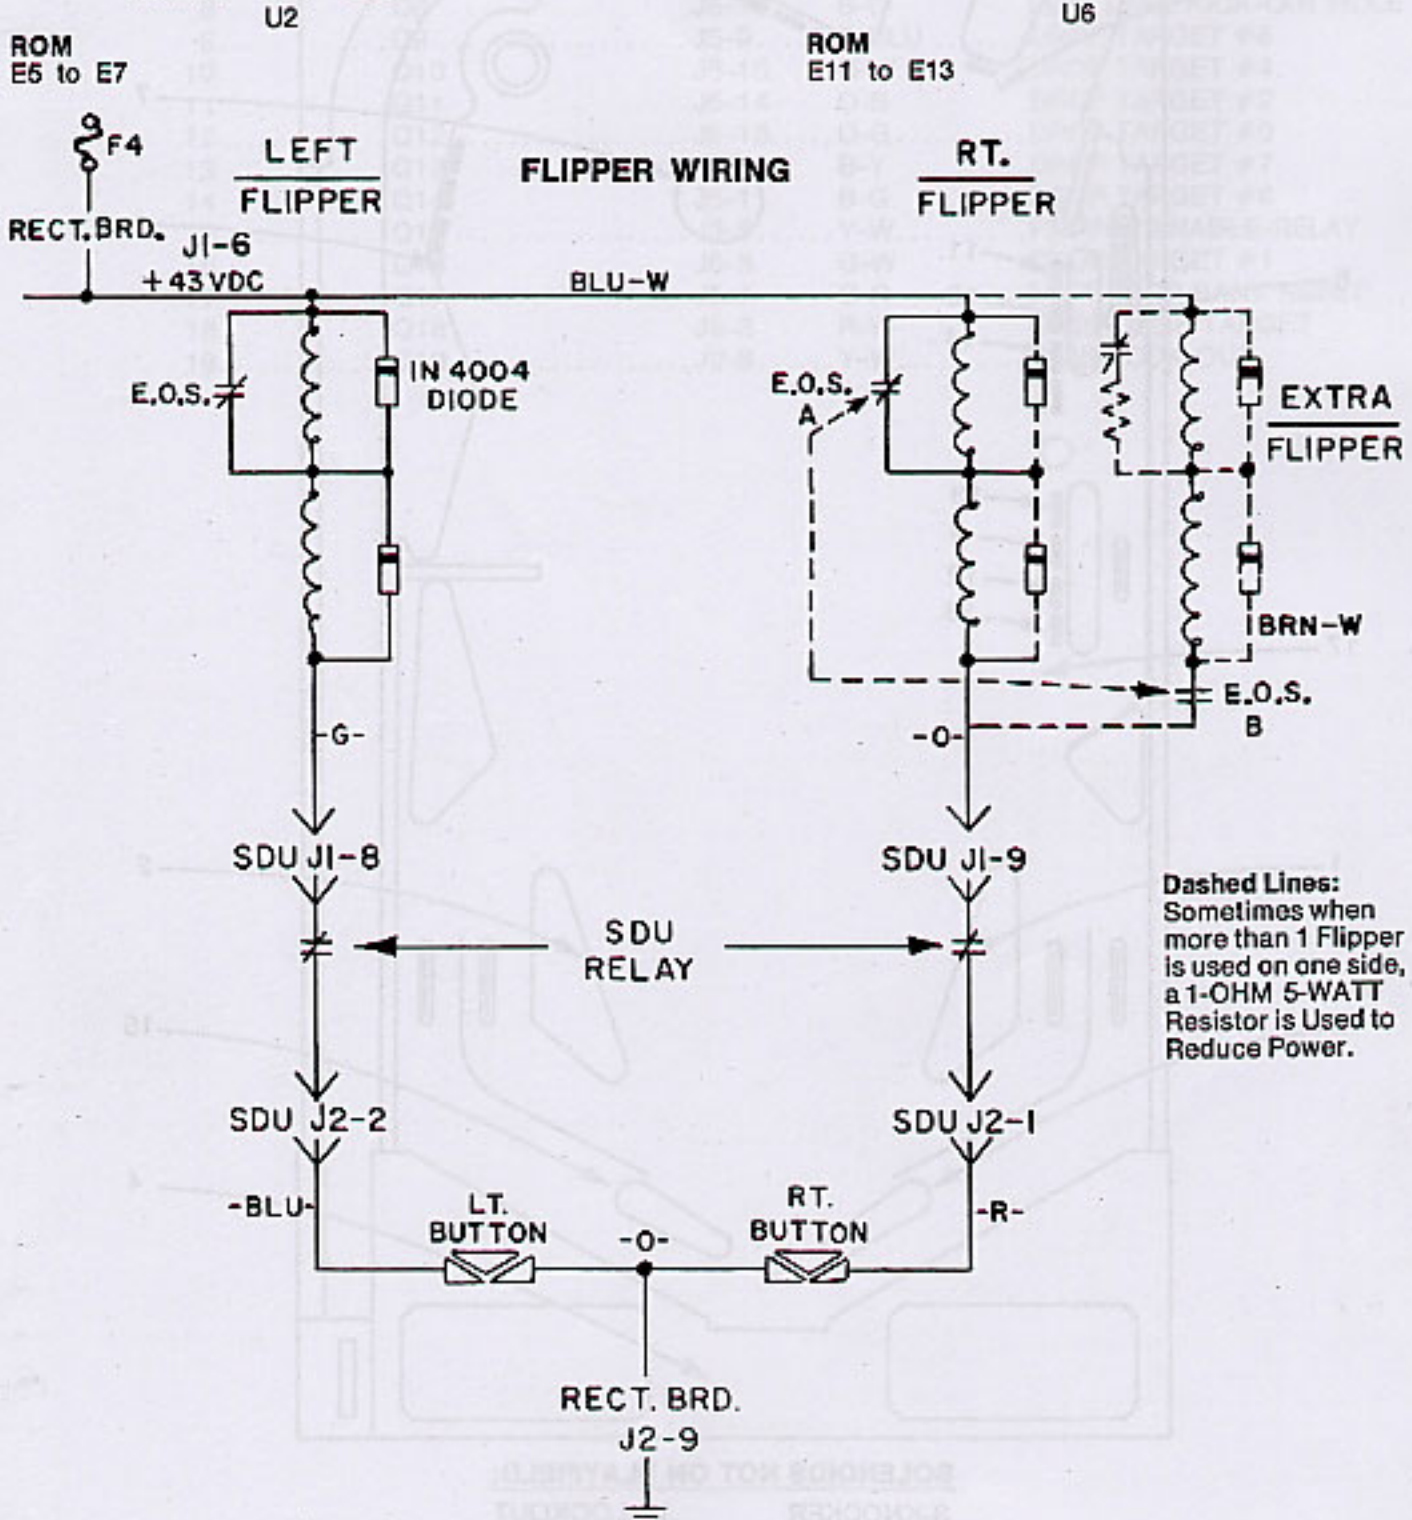 U2
U6
ROM
E5 to E7
ROM
E11 to E13
F4
LEFT
FLIPPER
FLIPPER WIRING
RT.
FLIPPER
RECT. BRD.
J1-6
+43 VDC
BLU-W
E.O.S.
IN 4004
DIODE
E.O.S.
A
EXTRA
FLIPPER
BRN-W
E.O.S.
B
-G-
-O-
SDU J1-8
SDU J1-9
SDU
RELAY
Dashed Lines:
Sometimes when
more than 1 Flipper
is used on one side,
a 1-OHM 5-WATT
Resistor is Used to
Reduce Power.
SDU J2-2
SDU J2-1
-BLU-
LT.
BUTTON
-O-
RT.
BUTTON
-R-
RECT. BRD.
J2-9